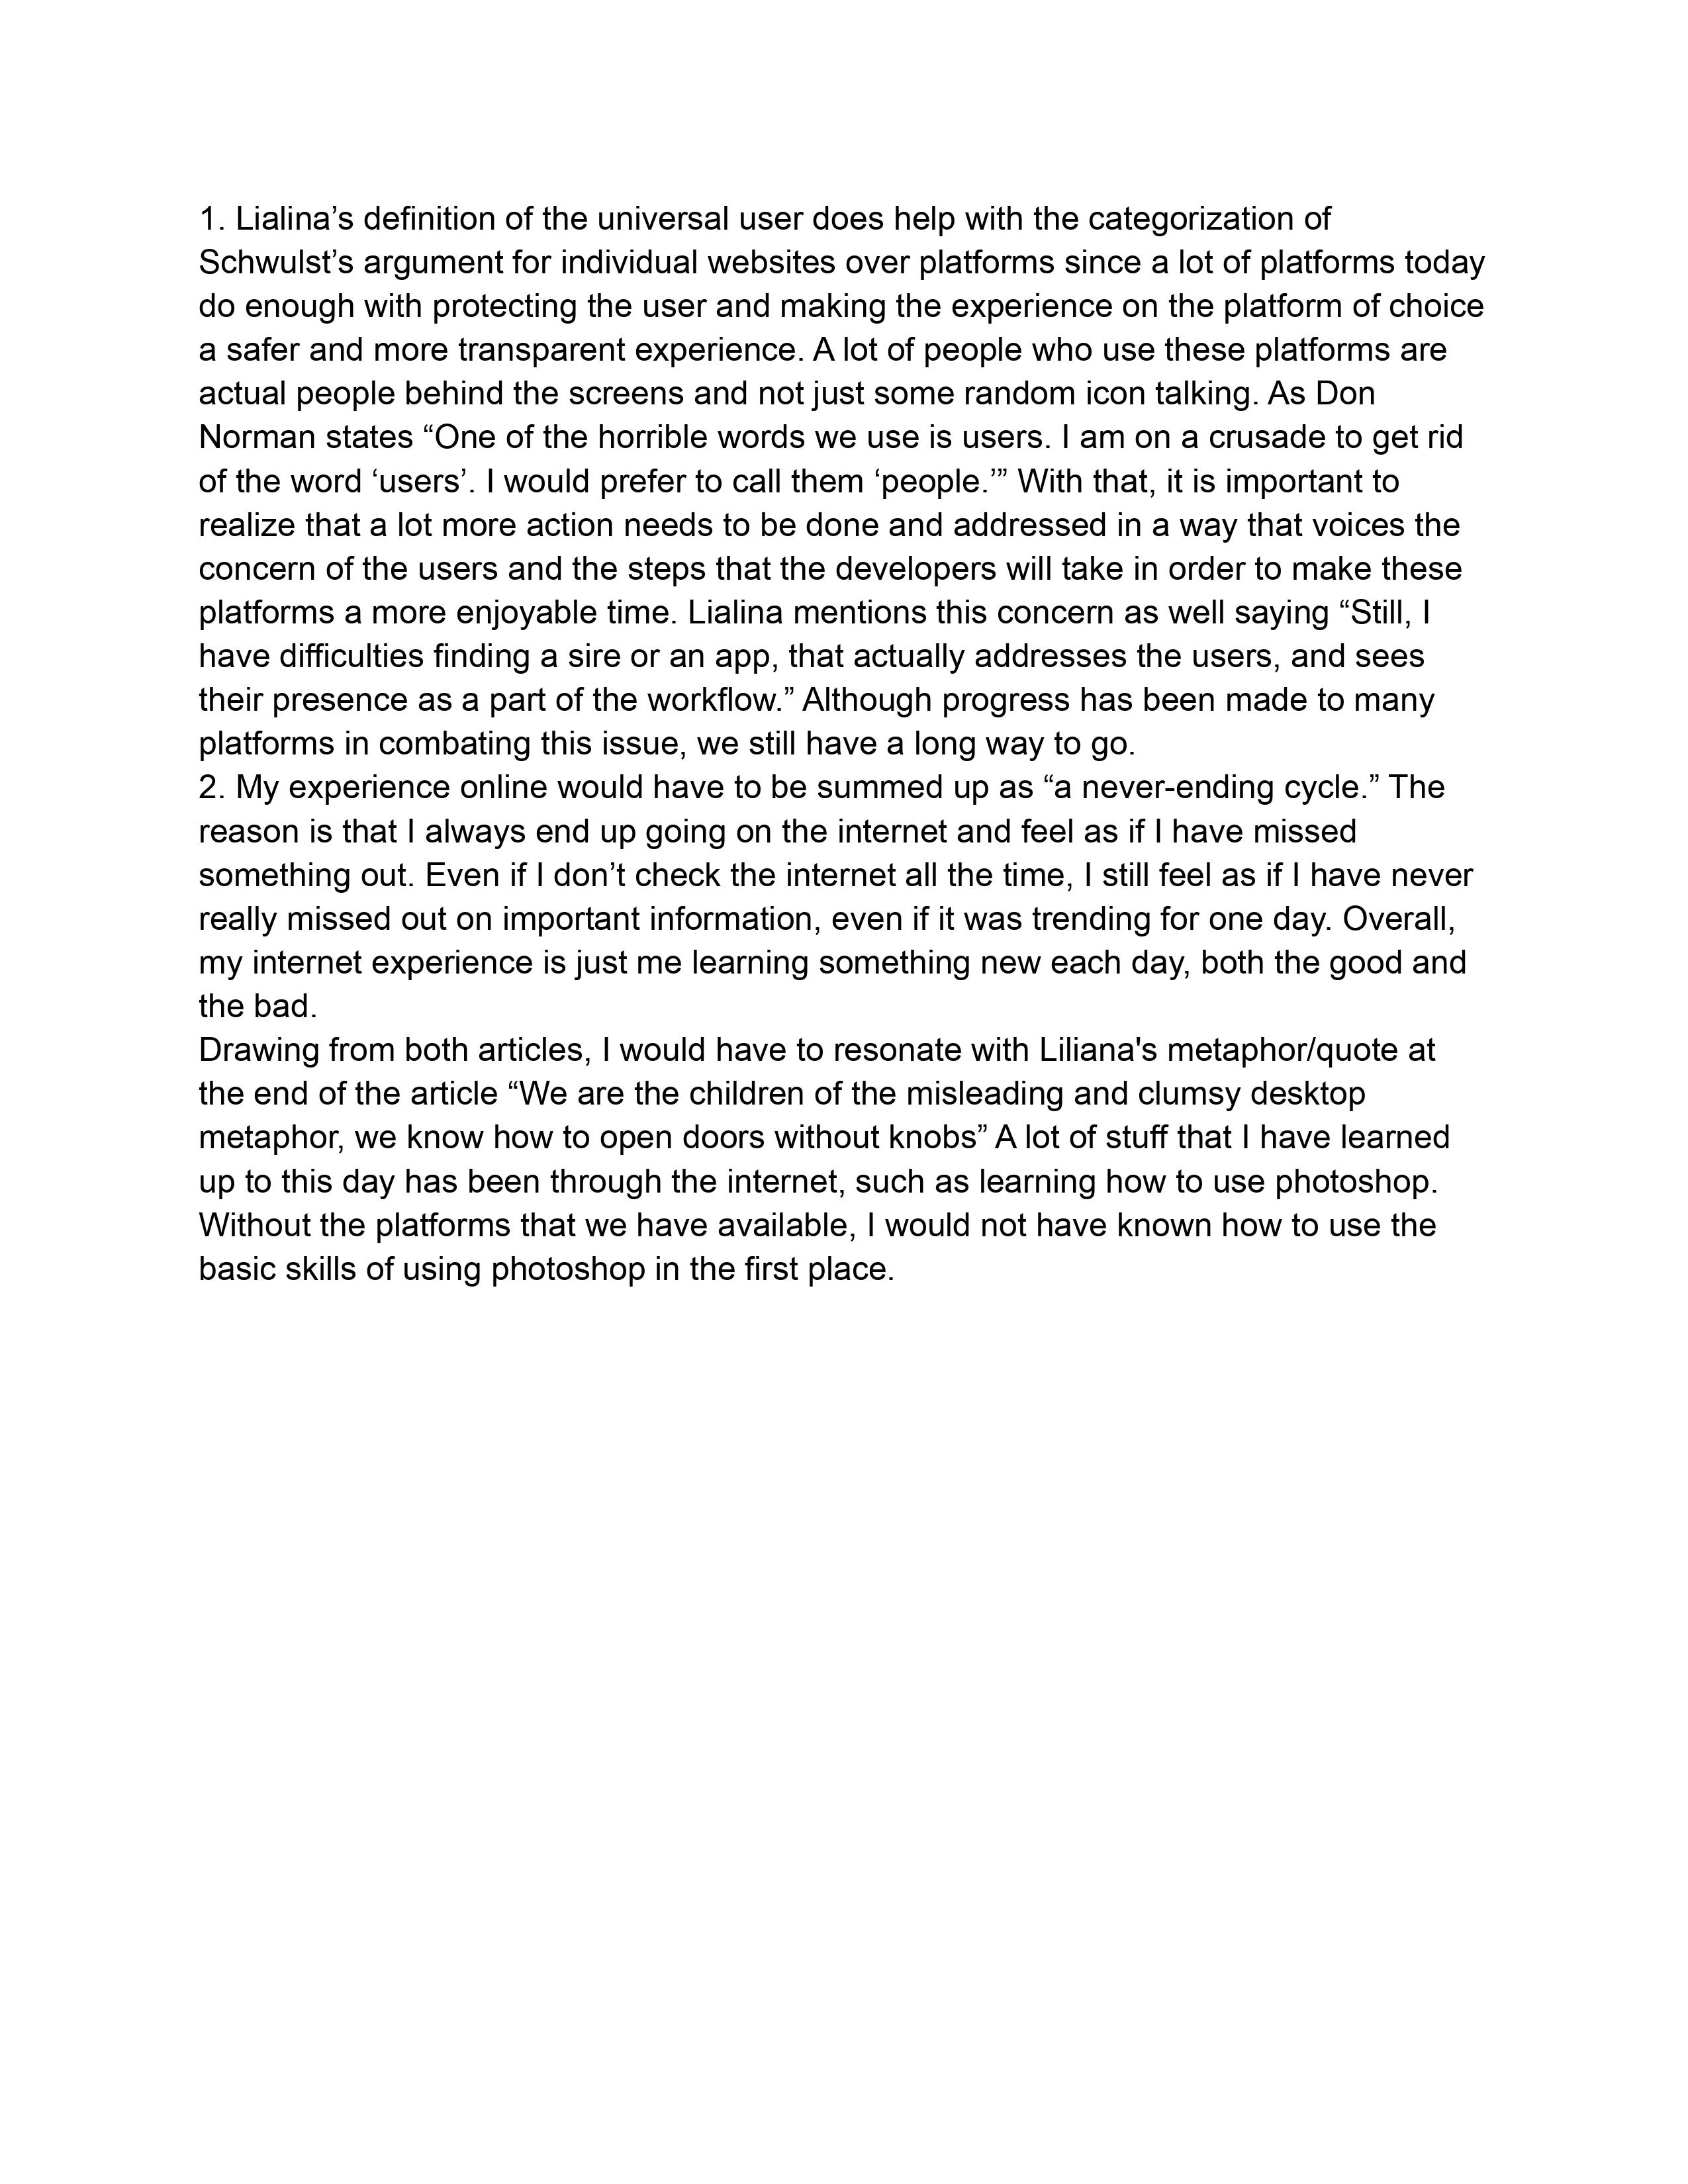 1. Lialina’s definition of the universal user does help with the categorization of
Schwulst’s argument for individual websites over platforms since a lot of platforms today
do enough with protecting the user and making the experience on the platform of choice
a safer and more transparent experience. A lot of people who use these platforms are
actual people behind the screens and not just some random icon talking. As Don
Norman states “One of the horrible words we use is users. I am on a crusade to get rid
of the word ‘users’. I would prefer to call them ‘people.’” With that, it is important to
realize that a lot more action needs to be done and addressed in a way that voices the
concern of the users and the steps that the developers will take in order to make these
platforms a more enjoyable time. Lialina mentions this concern as well saying “Still, I
have difficulties finding a sire or an app, that actually addresses the users, and sees
their presence as a part of the workflow.” Although progress has been made to many
platforms in combating this issue, we still have a long way to go.
2. My experience online would have to be summed up as “a never-ending cycle.” The
reason is that I always end up going on the internet and feel as if I have missed
something out. Even if I don’t check the internet all the time, I still feel as if I have never
really missed out on important information, even if it was trending for one day. Overall,
my internet experience is just me learning something new each day, both the good and
the bad.
Drawing from both articles, I would have to resonate with Liliana's metaphor/quote at
the end of the article “We are the children of the misleading and clumsy desktop
metaphor, we know how to open doors without knobs” A lot of stuff that I have learned
up to this day has been through the internet, such as learning how to use photoshop.
Without the platforms that we have available, I would not have known how to use the
basic skills of using photoshop in the first place.